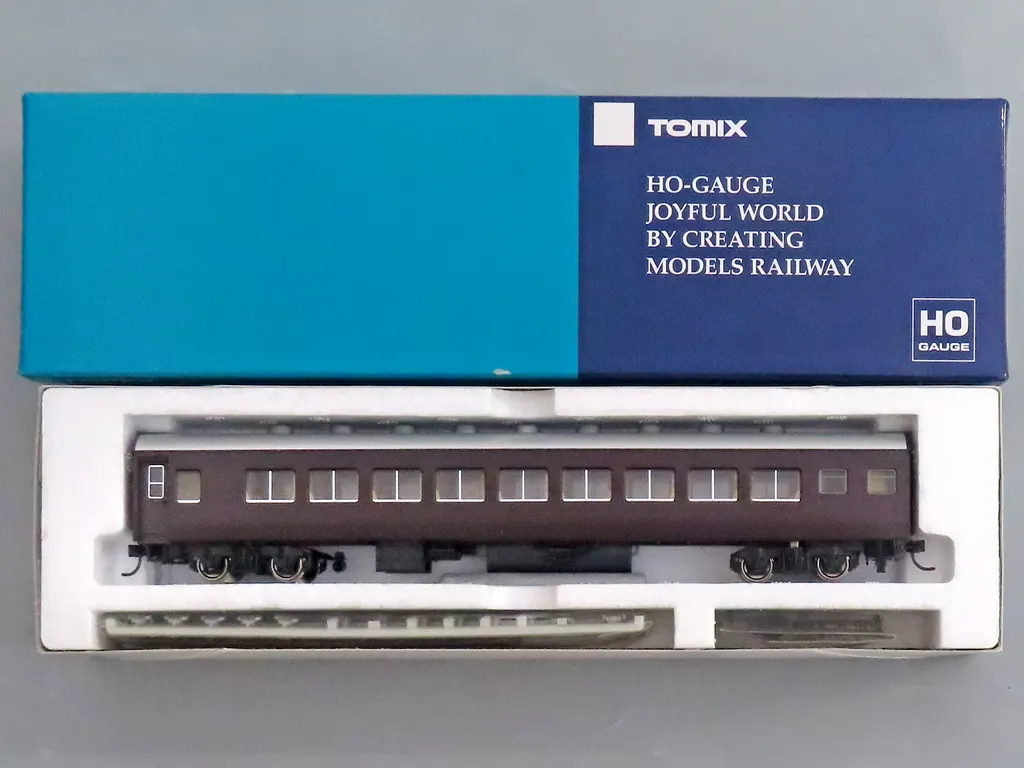 TOMIX
HO-GAUGE
JOYFUL WORLD
BY CREATING
MODELS RAILWAY
HO
GAUGE